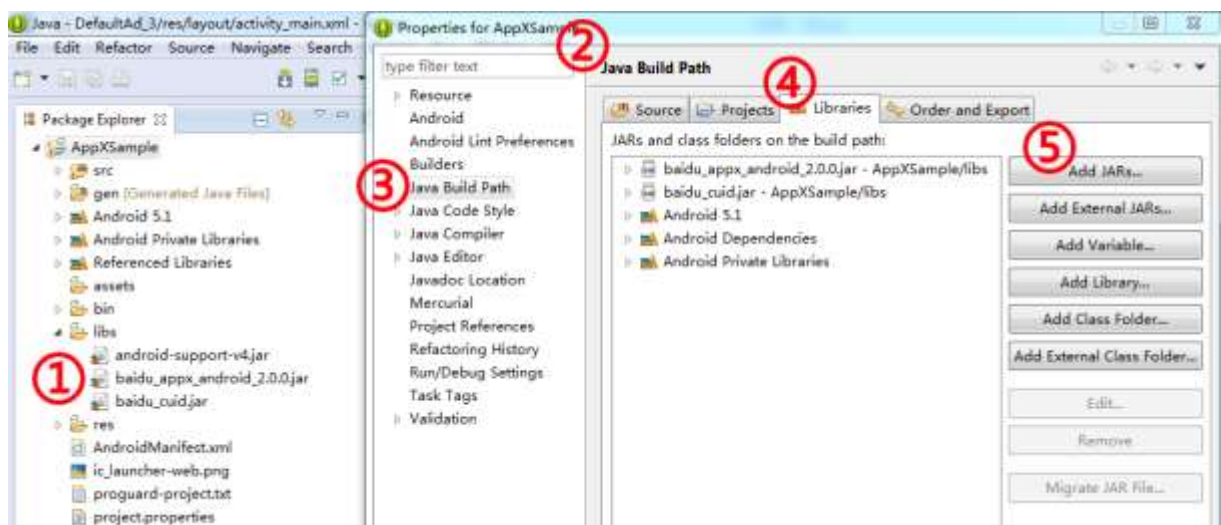 Java - DefaultAd_3/res/layout/activity_main.xml -
File Edit Refactor Source Navigate Search
Package Explorer
AppXSample
src
gen [Generated Java Files]
Android 5.1
Android Private Libraries
Referenced Libraries
assets
bin
libs
android-support-v4.jar
① baidu_appx_android_2.0.0.jar
baidu_cuid.jar
res
AndroidManifest.xml
ic_launcher-web.png
proguard-project.txt
project.properties
Properties for AppXSample
②
type filter text
Resource
Android
Android Lint Preferences
Builders
③ Java Build Path
Java Code Style
Java Compiler
Java Editor
Javadoc Location
Mercurial
Project References
Refactoring History
Run/Debug Settings
Task Tags
Validation
Java Build Path
④
Source Projects Libraries Order and Export
JARs and class folders on the build path:
baidu_appx_android_2.0.0.jar - AppXSample/libs
baidu_cuid.jar - AppXSample/libs
Android 5.1
Android Dependencies
Android Private Libraries
⑤
Add JARs...
Add External JARs...
Add Variable...
Add Library...
Add Class Folder...
Add External Class Folder...
Edit...
Remove
Migrate JAR File...